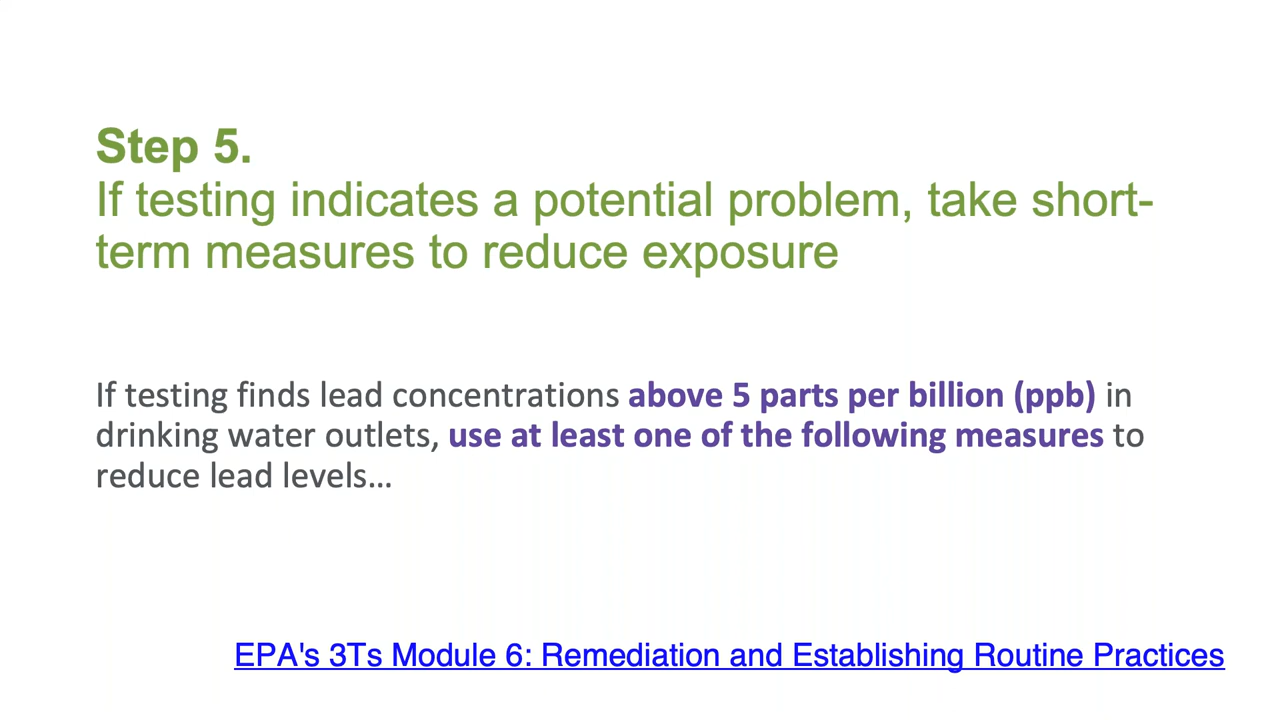 Step 5.
If testing indicates a potential problem, take short-
term measures to reduce exposure
If testing finds lead concentrations above 5 parts per billion (ppb) in
drinking water outlets, use at least one of the following measures to
reduce lead levels…
EPA's 3Ts Module 6: Remediation and Establishing Routine Practices